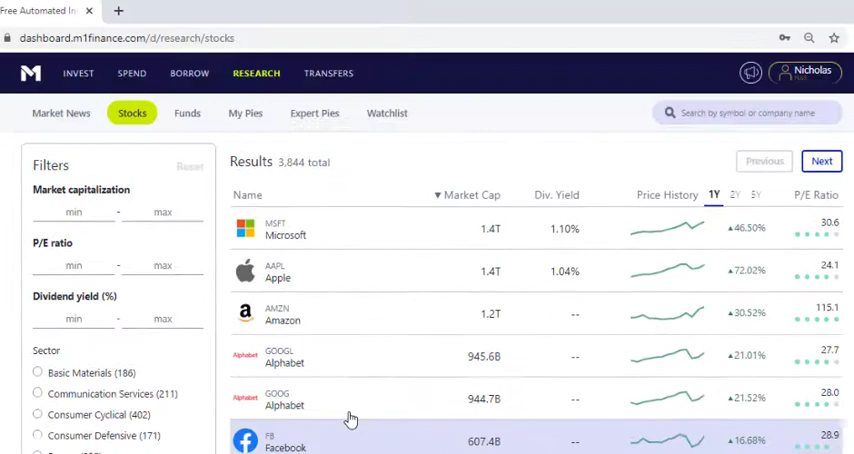 Free Automated In
dashboard.m1finance.com/d/research/stocks
INVEST SPEND BORROW RESEARCH TRANSFERS
Nicholas
PLUS
Market News Stocks Funds My Pies Expert Pies Watchlist
Search by symbol or company name
Filters
Reset
Results 3,844 total
Previous Next
Market capitalization
min - max
P/E ratio
min - max
Dividend yield (%)
min - max
Sector
Basic Materials (186)
Communication Services (211)
Consumer Cyclical (402)
Consumer Defensive (171)
Name Market Cap Div. Yield Price History 1Y 2Y 5Y P/E Ratio
MSFT
Microsoft 1.4T 1.10% 46.50% 30.6
AAPL
Apple 1.4T 1.04% 72.02% 24.1
AMZN
Amazon 1.2T -- 30.52% 115.1
Alphabet
GOOGL
Alphabet 945.6B -- 21.01% 27.7
Alphabet
GOOG
Alphabet 944.7B -- 21.52% 28.0
FB
Facebook 607.4B -- 16.68% 28.9